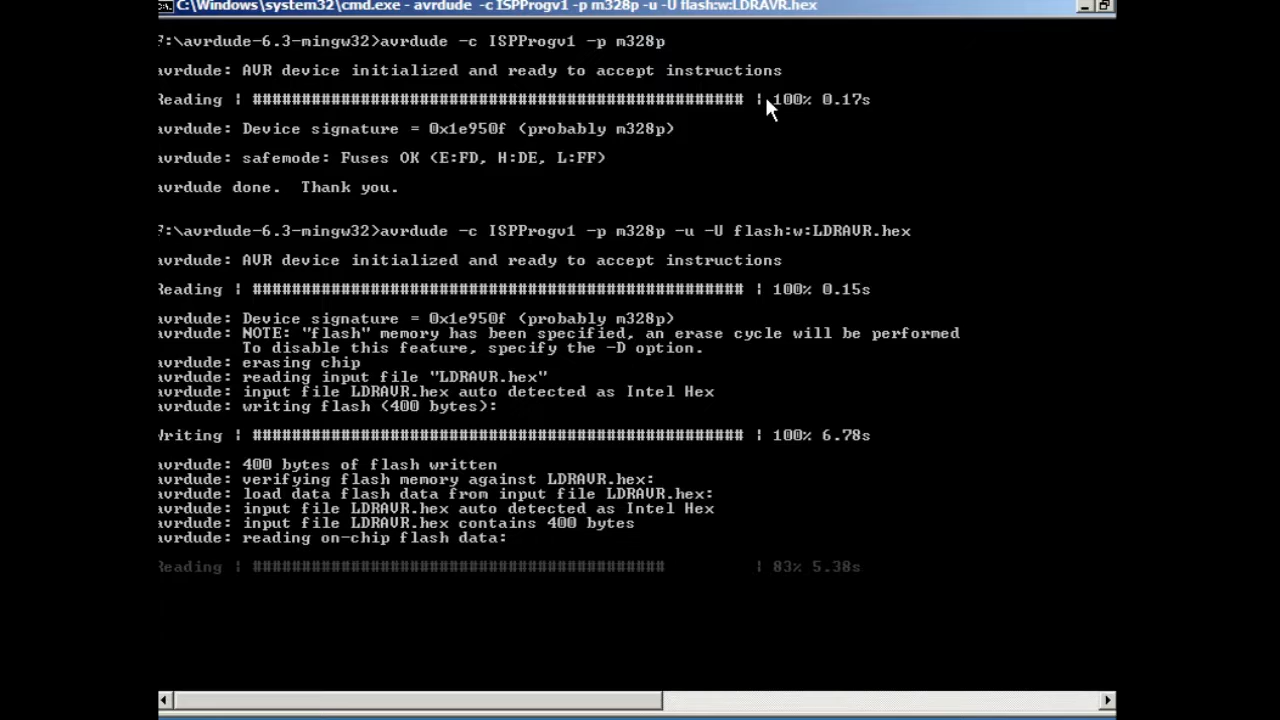 C:\Windows\system32\cmd.exe - avrdude -c ISPProgv1 -p m328p -u -U flash:w:LDRAVR.hex
F:\avrdude-6.3-mingw32>avrdude -c ISPProgv1 -p m328p
avrdude: AVR device initialized and ready to accept instructions
Reading | ################################################## | 100% 0.17s
avrdude: Device signature = 0x1e950f (probably m328p)
avrdude: safemode: Fuses OK (E:FD, H:DE, L:FF)
avrdude done.  Thank you.
F:\avrdude-6.3-mingw32>avrdude -c ISPProgv1 -p m328p -u -U flash:w:LDRAVR.hex
avrdude: AVR device initialized and ready to accept instructions
Reading | ################################################## | 100% 0.15s
avrdude: Device signature = 0x1e950f (probably m328p)
avrdude: NOTE: "flash" memory has been specified, an erase cycle will be performed
To disable this feature, specify the -D option.
avrdude: erasing chip
avrdude: reading input file "LDRAVR.hex"
avrdude: input file LDRAVR.hex auto detected as Intel Hex
avrdude: writing flash (400 bytes):
Writing | ################################################## | 100% 6.78s
avrdude: 400 bytes of flash written
avrdude: verifying flash memory against LDRAVR.hex:
avrdude: load data flash data from input file LDRAVR.hex:
avrdude: input file LDRAVR.hex auto detected as Intel Hex
avrdude: input file LDRAVR.hex contains 400 bytes
avrdude: reading on-chip flash data:
Reading | ##########################################         | 83% 5.38s